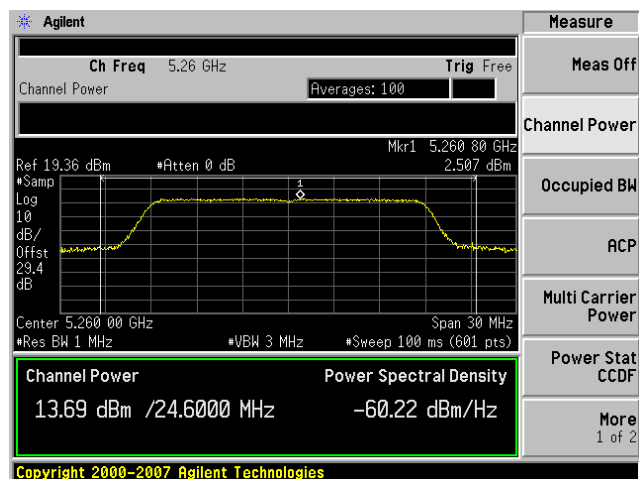 Agilent
Measure
Ch Freq 5.26 GHz Trig Free
Channel Power Averages: 100
Mkr1 5.260 80 GHz
Ref 19.36 dBm #Atten 0 dB 2.507 dBm
#Samp
Log
10
dB/
Offst
29.4
dB
1
Center 5.260 00 GHz Span 30 MHz
#Res BW 1 MHz #VBW 3 MHz #Sweep 100 ms (601 pts)
Channel Power Power Spectral Density
13.69 dBm /24.6000 MHz -60.22 dBm/Hz
Meas Off
Channel Power
Occupied BW
ACP
Multi Carrier
Power
Power Stat
CCDF
More
1 of 2
Copyright 2000-2007 Agilent Technologies